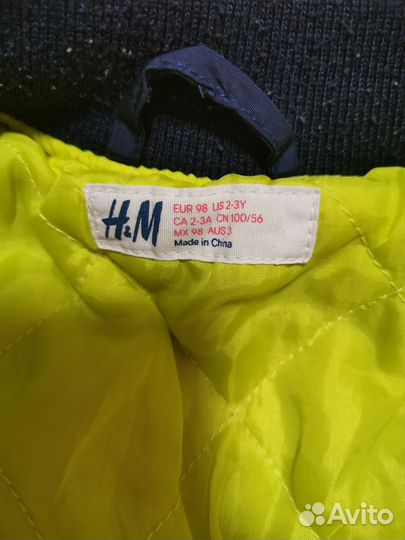 H&M
EUR 98 US 2-3Y
CA 2-3A CN 100/56
MX 98 AUS 3
Made in China
Avito